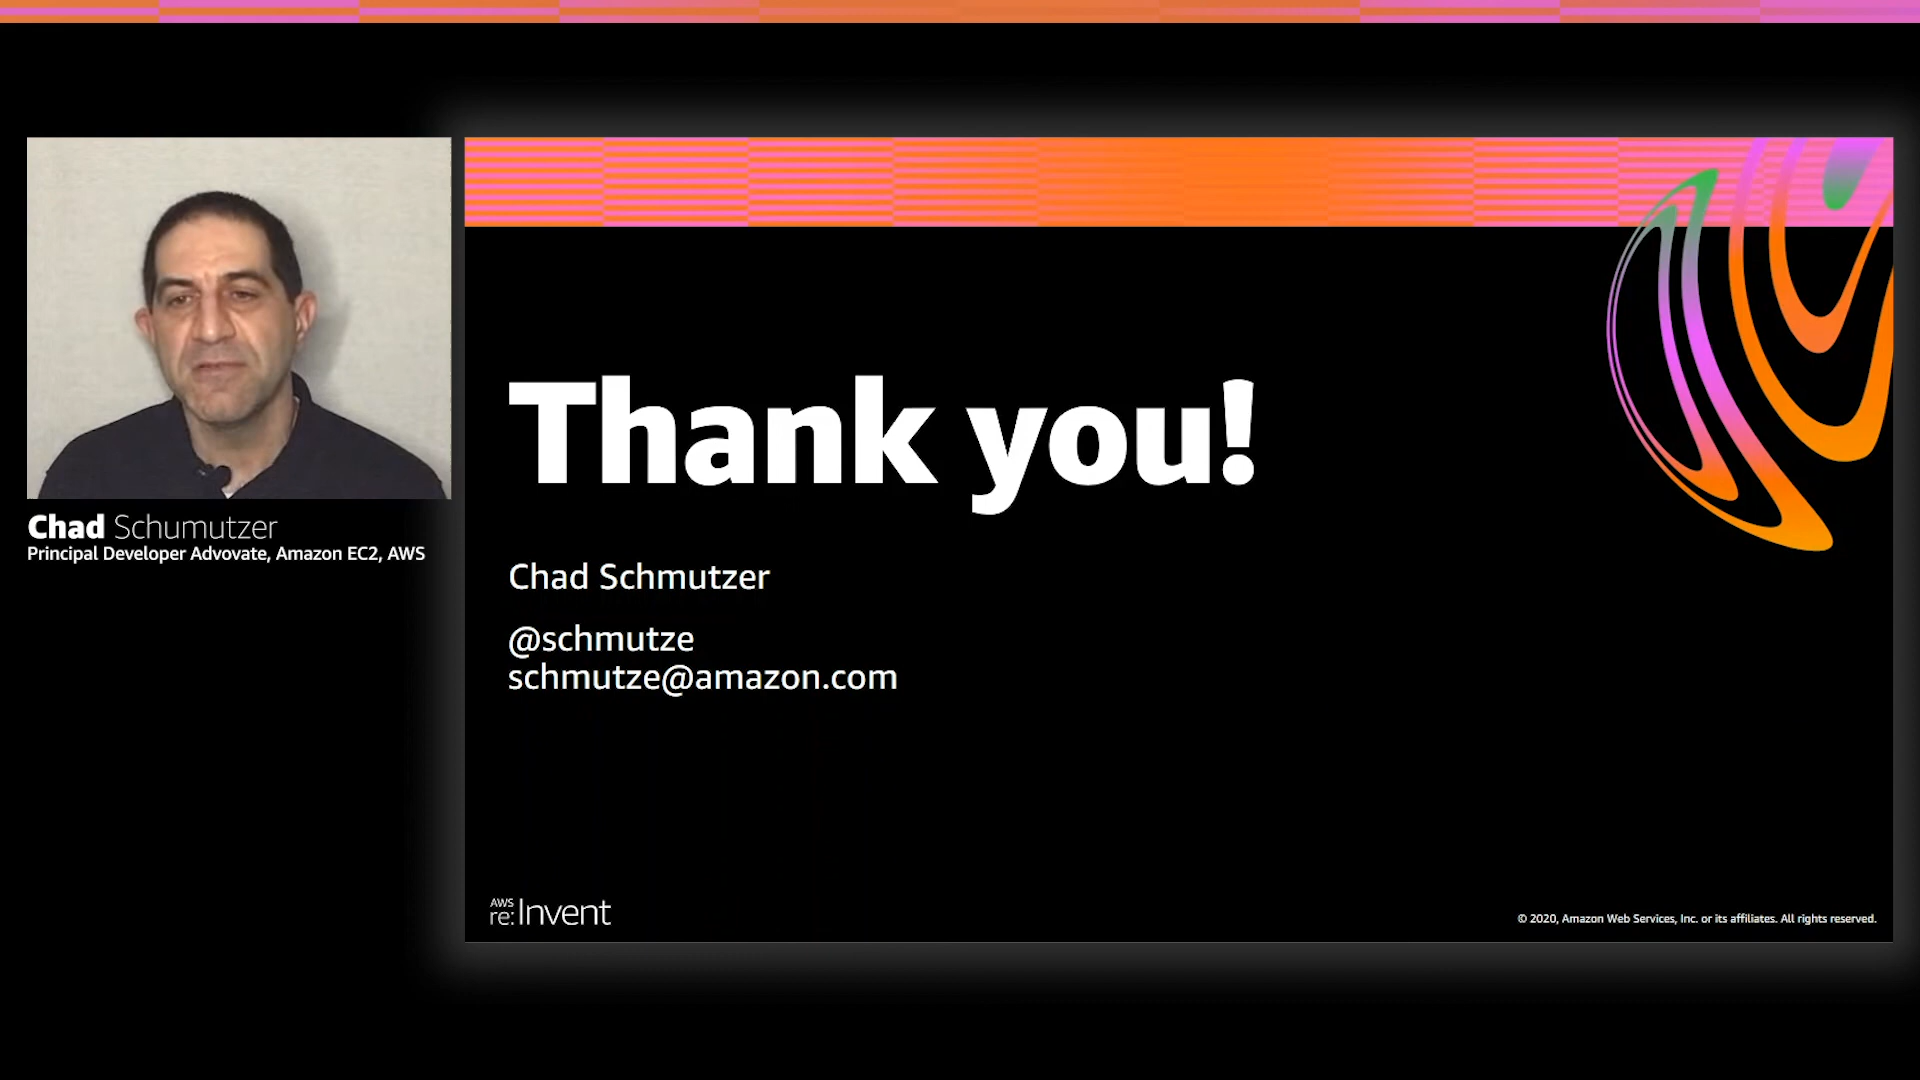 Chad Schumutzer
Principal Developer Advovate, Amazon EC2, AWS
Thank you!
Chad Schmutzer
@schmutze
schmutze@amazon.com
AWS
re:Invent
© 2020, Amazon Web Services, Inc. or its affiliates. All rights reserved.